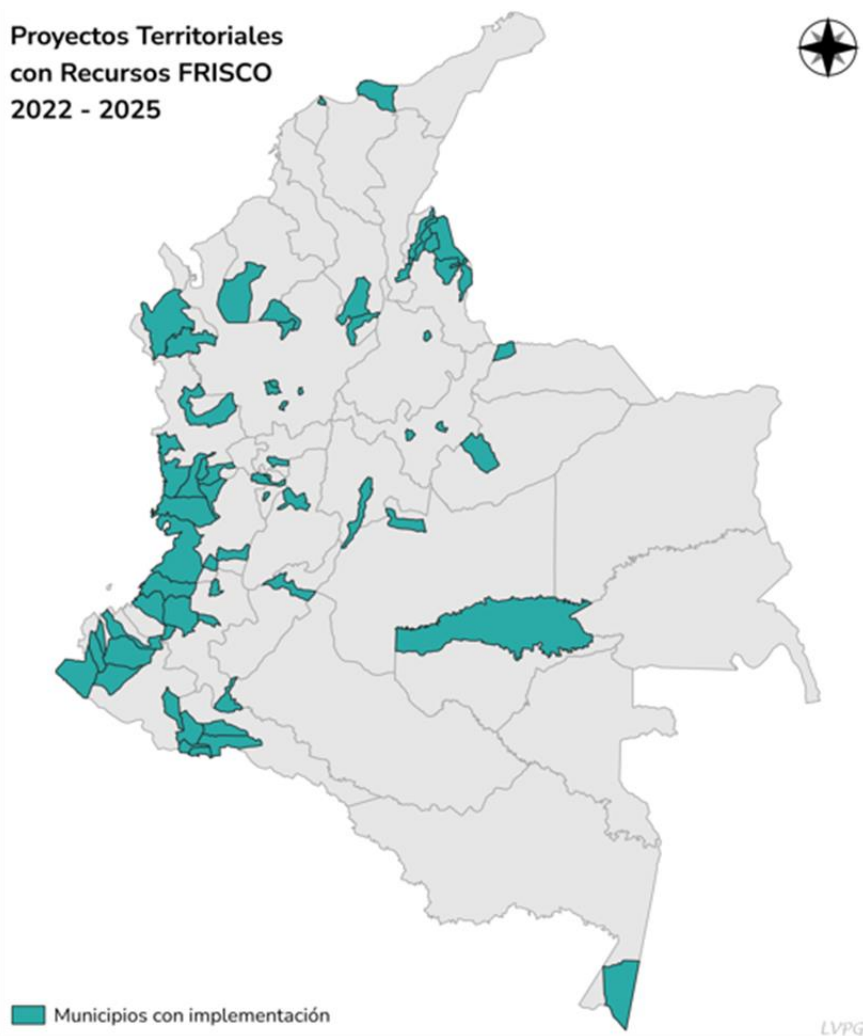 Proyectos Territoriales
con Recursos FRISCO
2022 - 2025
Municipios con implementación
LVPG